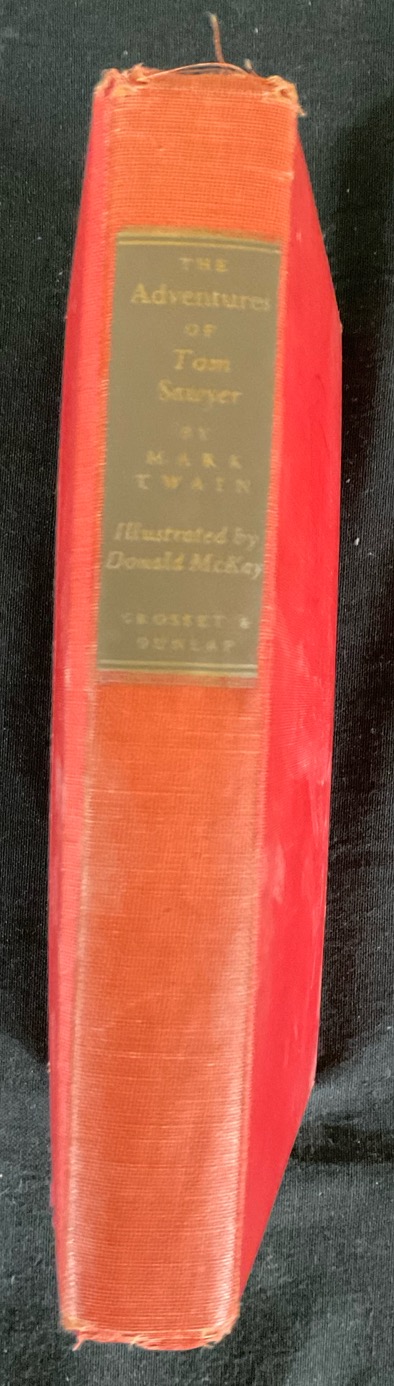 THE
Adventures
OF
Tom
Sawyer
BY
MARK
TWAIN
Illustrated by
Donald McKay
GROSSET &
DUNLAP